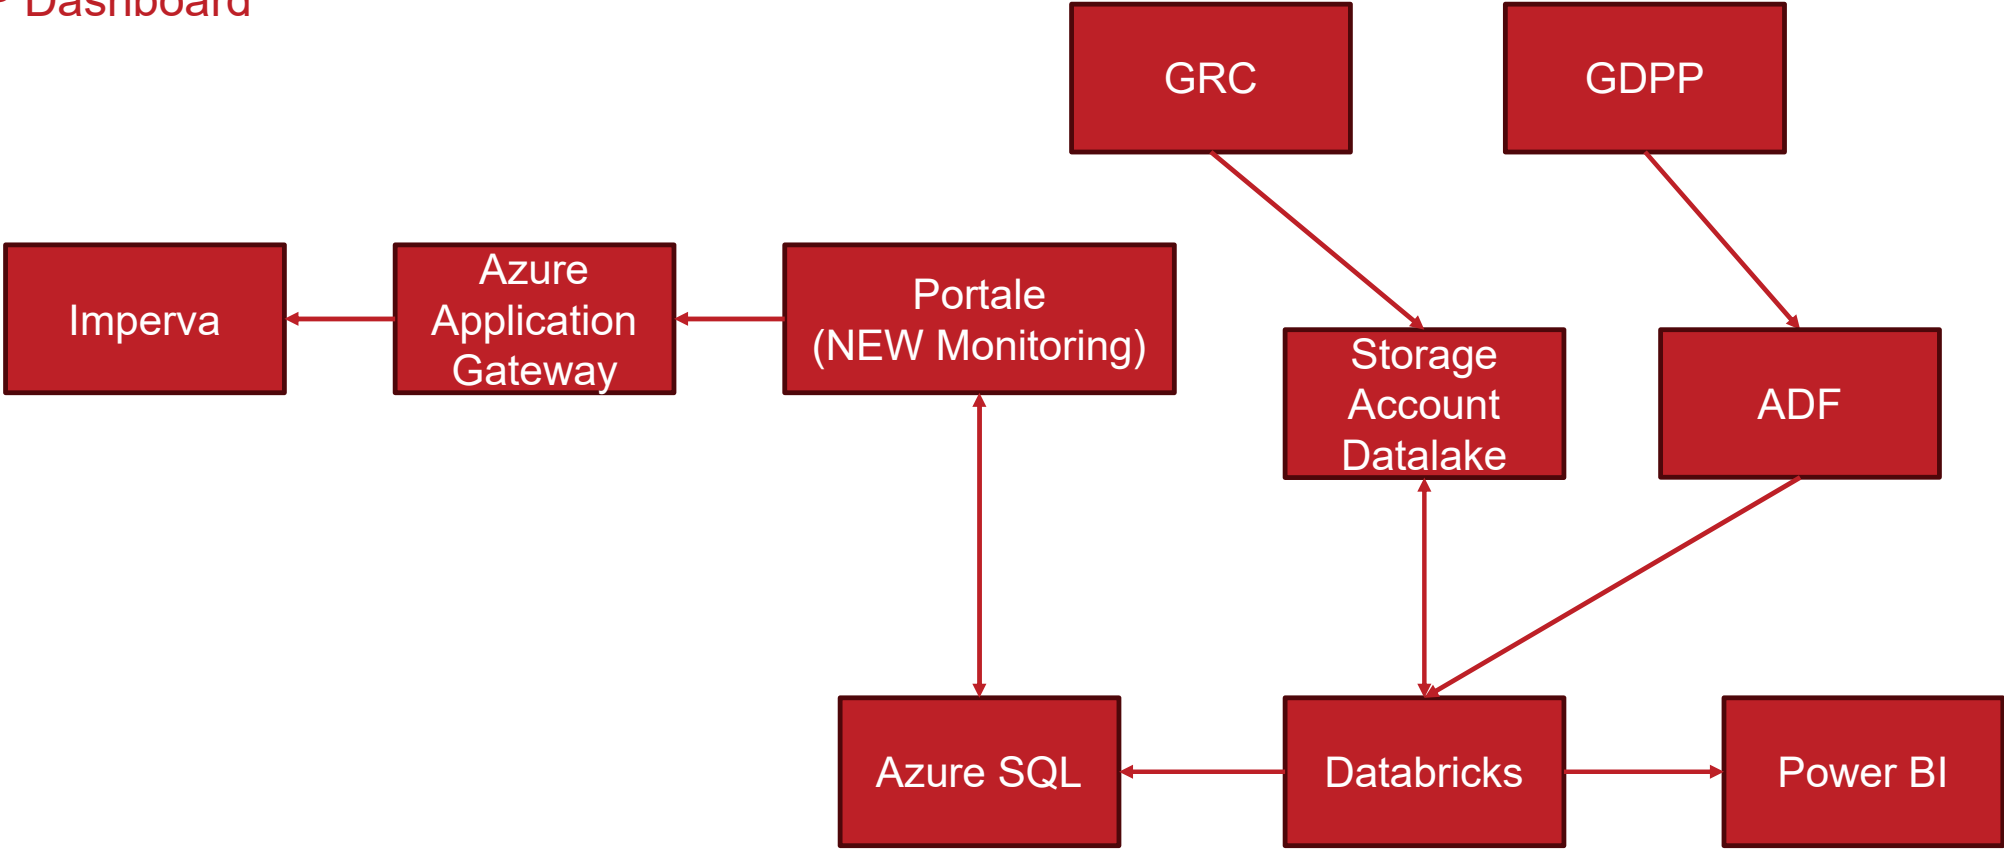 Dashboard
GRC
GDPP
Imperva
Azure
Application
Gateway
Portale
(NEW Monitoring)
Storage
Account
Datalake
ADF
Azure SQL
Databricks
Power BI